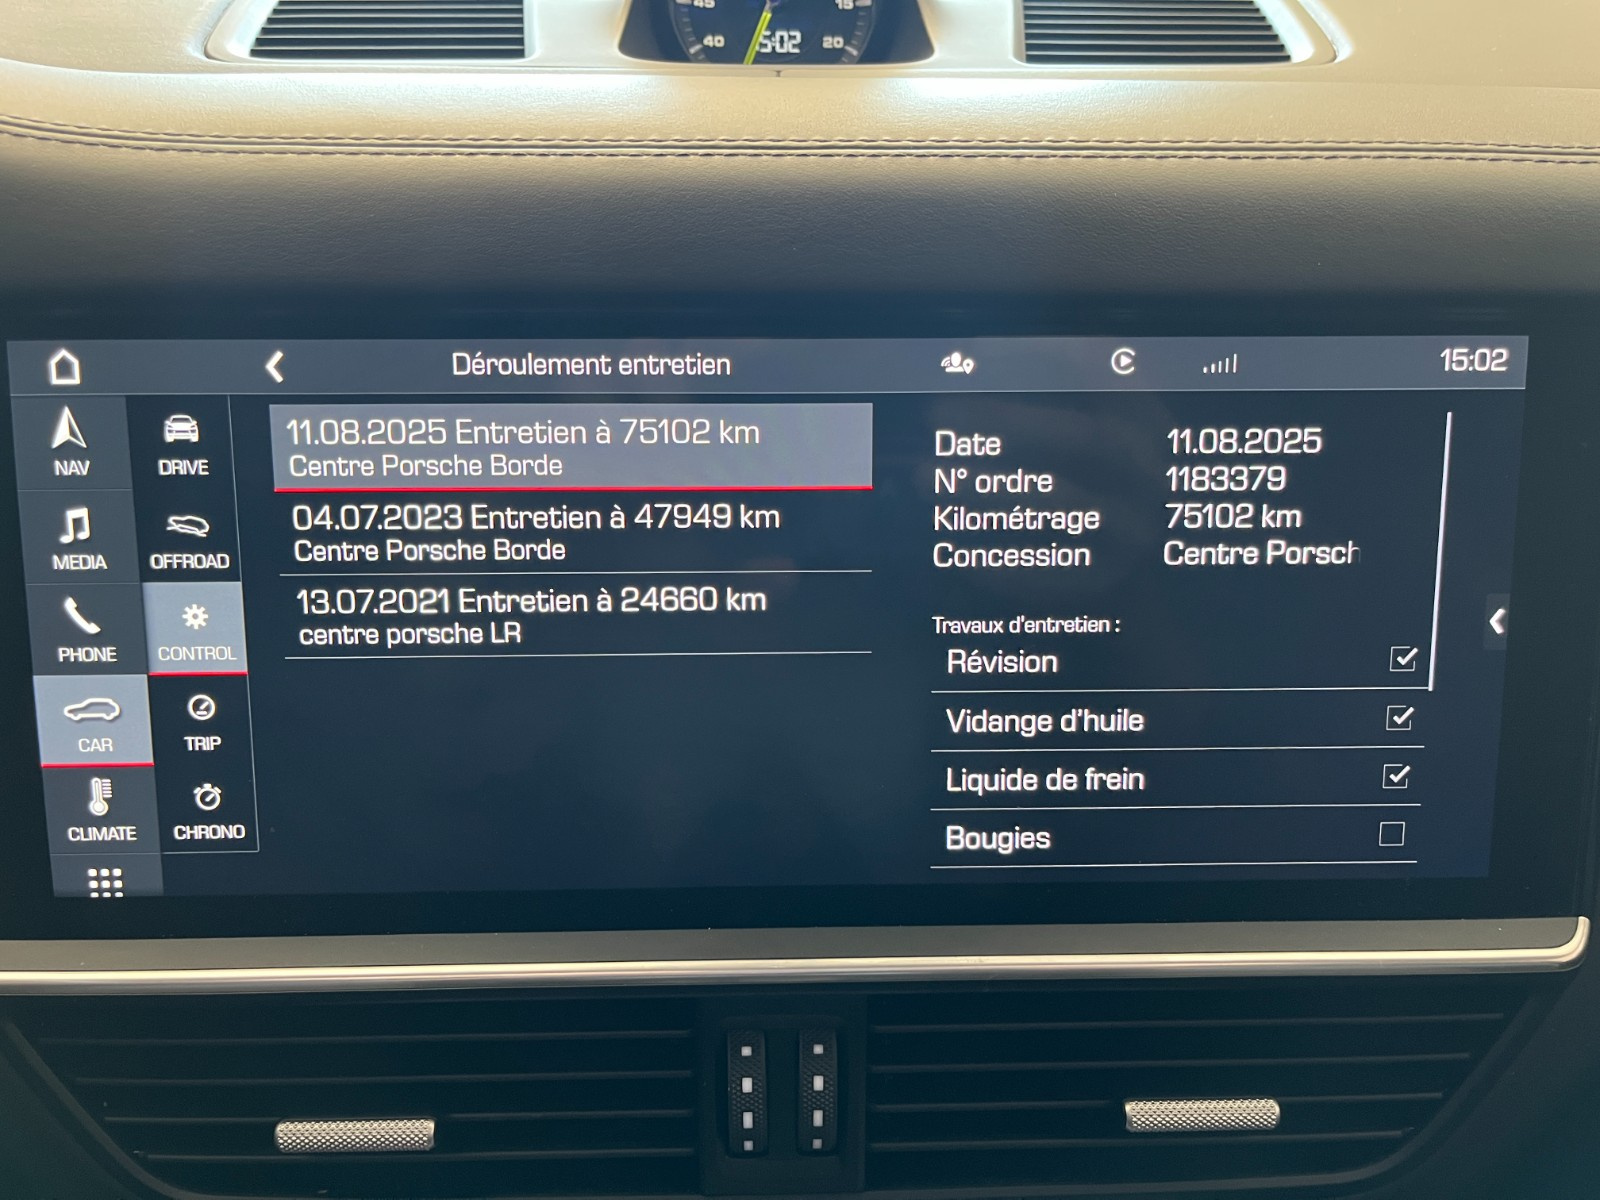 45
15
40
15:02
20
Déroulement entretien
15:02
NAV
DRIVE
MEDIA
OFFROAD
PHONE
CONTROL
CAR
TRIP
CLIMATE
CHRONO
11.08.2025 Entretien à 75102 km
Centre Porsche Borde
04.07.2023 Entretien à 47949 km
Centre Porsche Borde
13.07.2021 Entretien à 24660 km
centre porsche LR
Date 11.08.2025
N° ordre 1183379
Kilométrage 75102 km
Concession Centre Porsch
Travaux d'entretien :
Révision
Vidange d'huile
Liquide de frein
Bougies